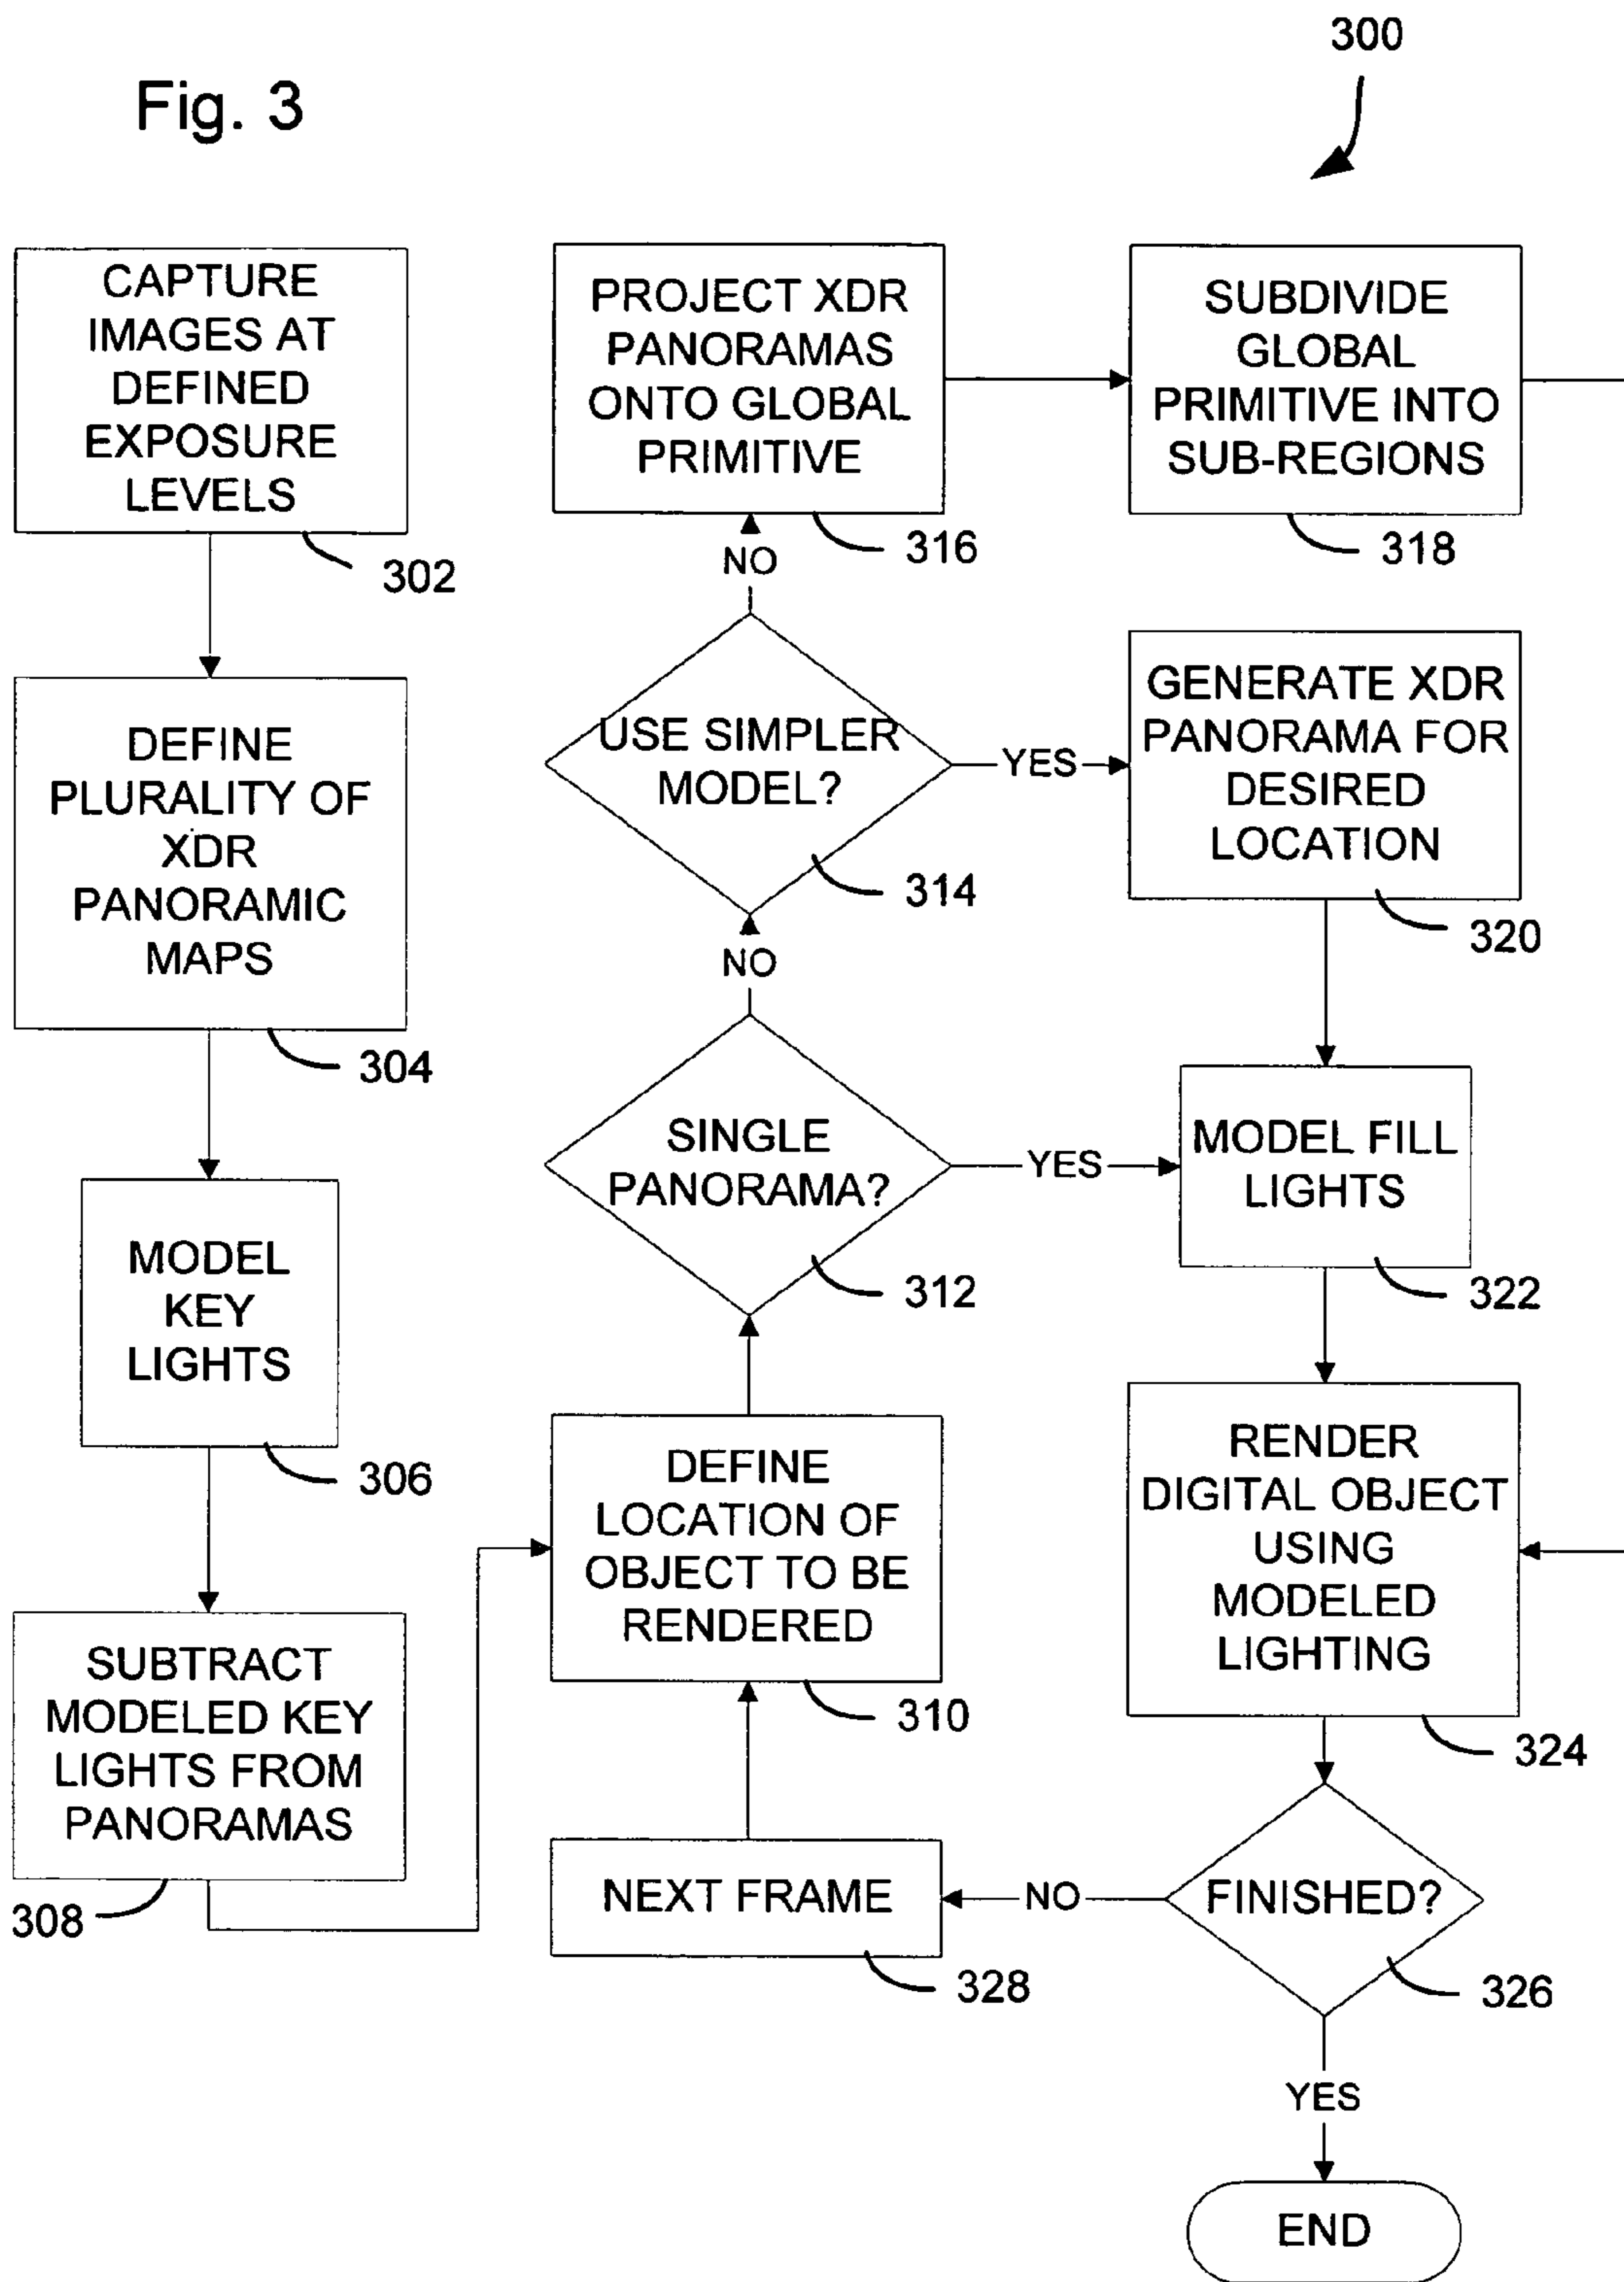 Fig. 3
300
CAPTURE
IMAGES AT
DEFINED
EXPOSURE
LEVELS
302
DEFINE
PLURALITY OF
XDR
PANORAMIC
MAPS
304
MODEL
KEY
LIGHTS
306
SUBTRACT
MODELED KEY
LIGHTS FROM
PANORAMAS
308
DEFINE
LOCATION OF
OBJECT TO BE
RENDERED
310
SINGLE
PANORAMA?
312
NO
YES
USE SIMPLER
MODEL?
314
NO
YES
PROJECT XDR
PANORAMAS
ONTO GLOBAL
PRIMITIVE
316
SUBDIVIDE
GLOBAL
PRIMITIVE INTO
SUB-REGIONS
318
GENERATE XDR
PANORAMA FOR
DESIRED
LOCATION
320
MODEL FILL
LIGHTS
322
RENDER
DIGITAL OBJECT
USING
MODELED
LIGHTING
324
FINISHED?
326
NO
NEXT FRAME
328
YES
END